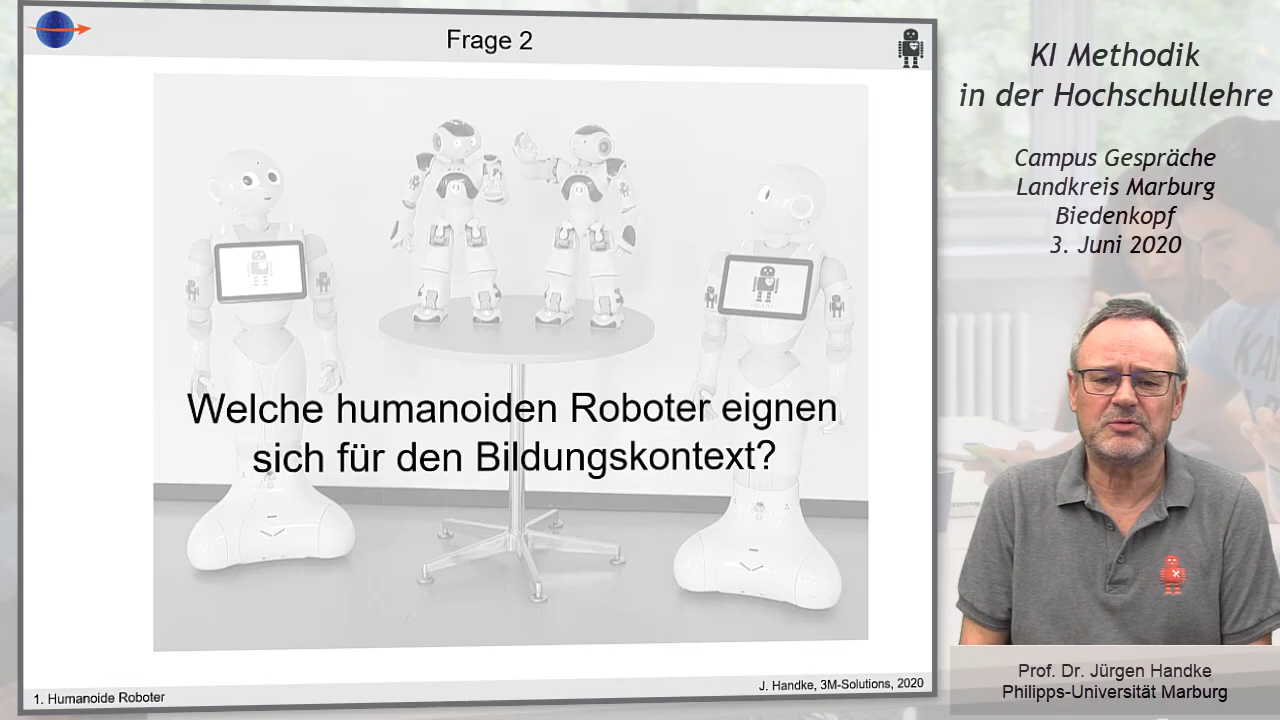 Frage 2
Welche humanoiden Roboter eignen
sich für den Bildungskontext?
1. Humanoide Roboter
J. Handke, 3M-Solutions, 2020
KI Methodik
in der Hochschullehre
Campus Gespräche
Landkreis Marburg
Biedenkopf
3. Juni 2020
Prof. Dr. Jürgen Handke
Philipps-Universität Marburg